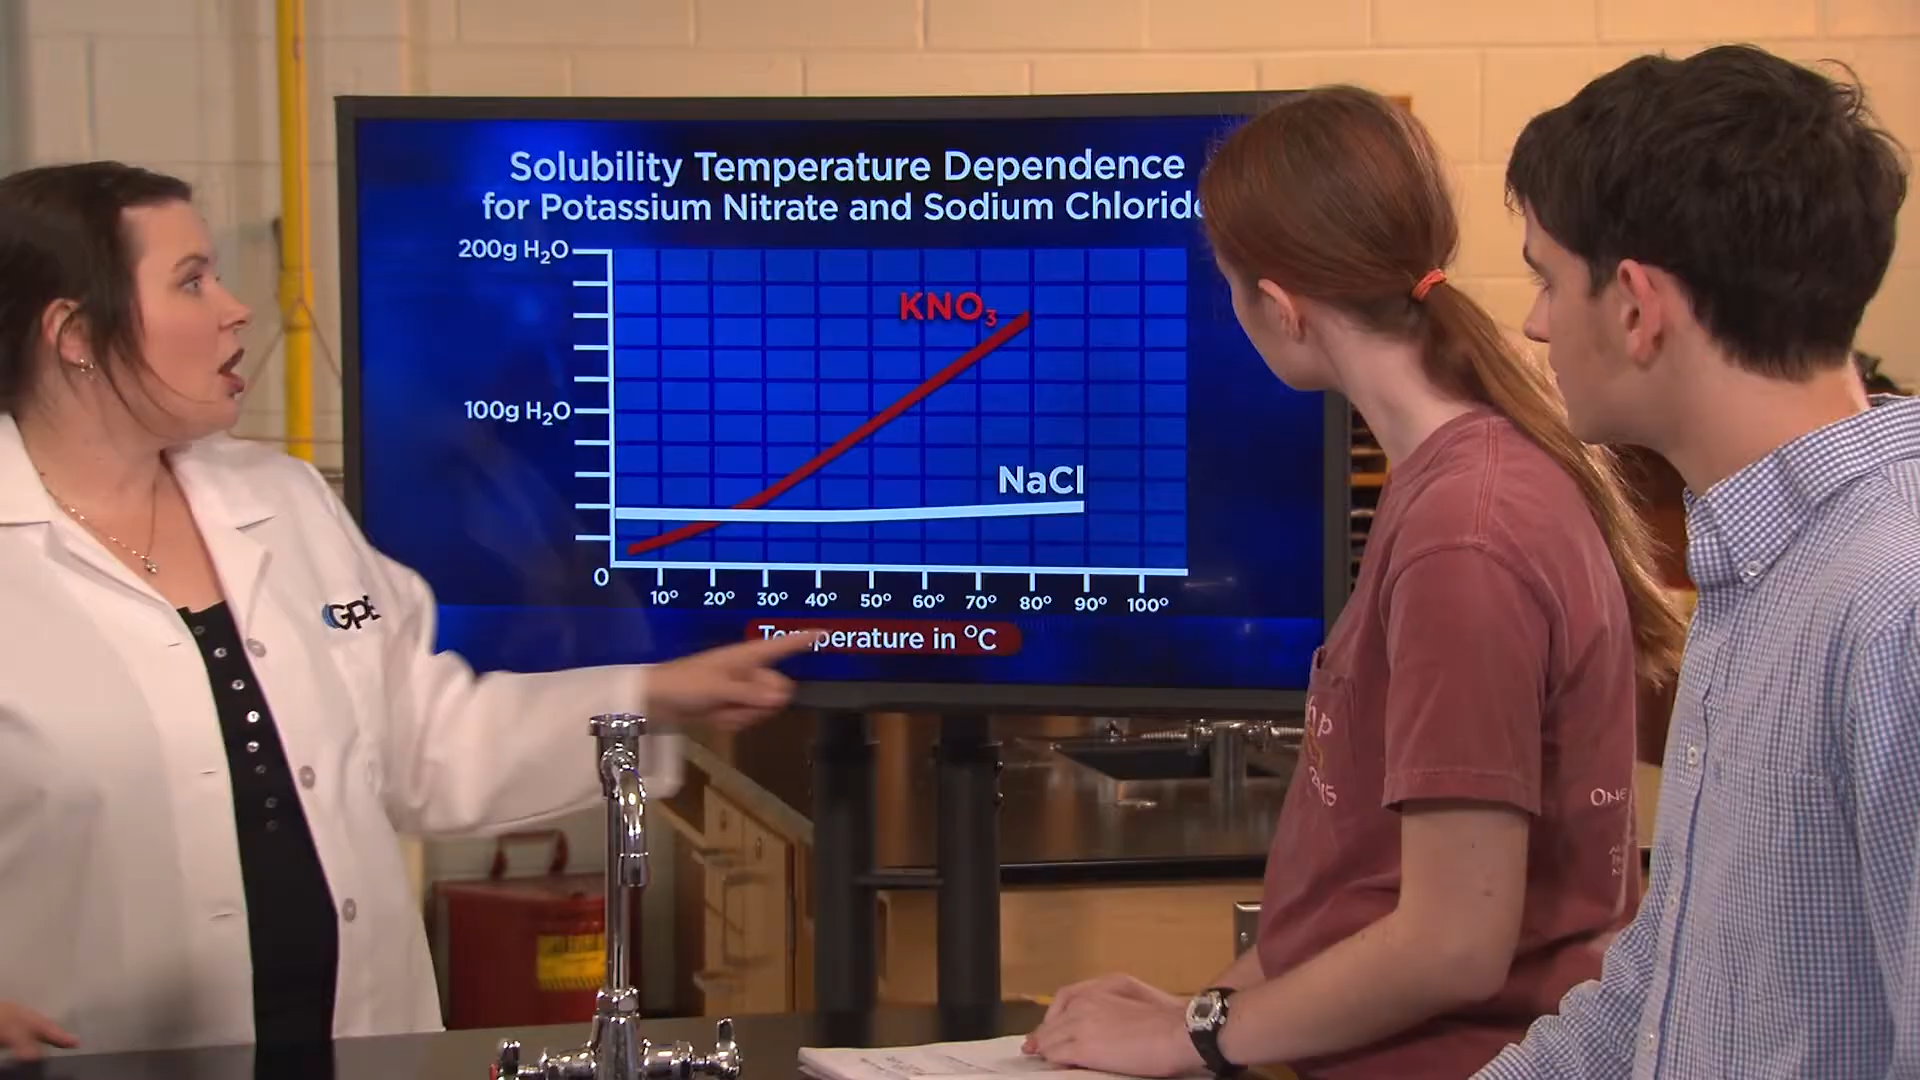 Solubility Temperature Dependence
for Potassium Nitrate and Sodium Chloride
200g H₂O
KNO₃
100g H₂O
NaCl
0
10° 20° 30° 40° 50° 60° 70° 80° 90° 100°
Temperature in °C
GPB
ONE